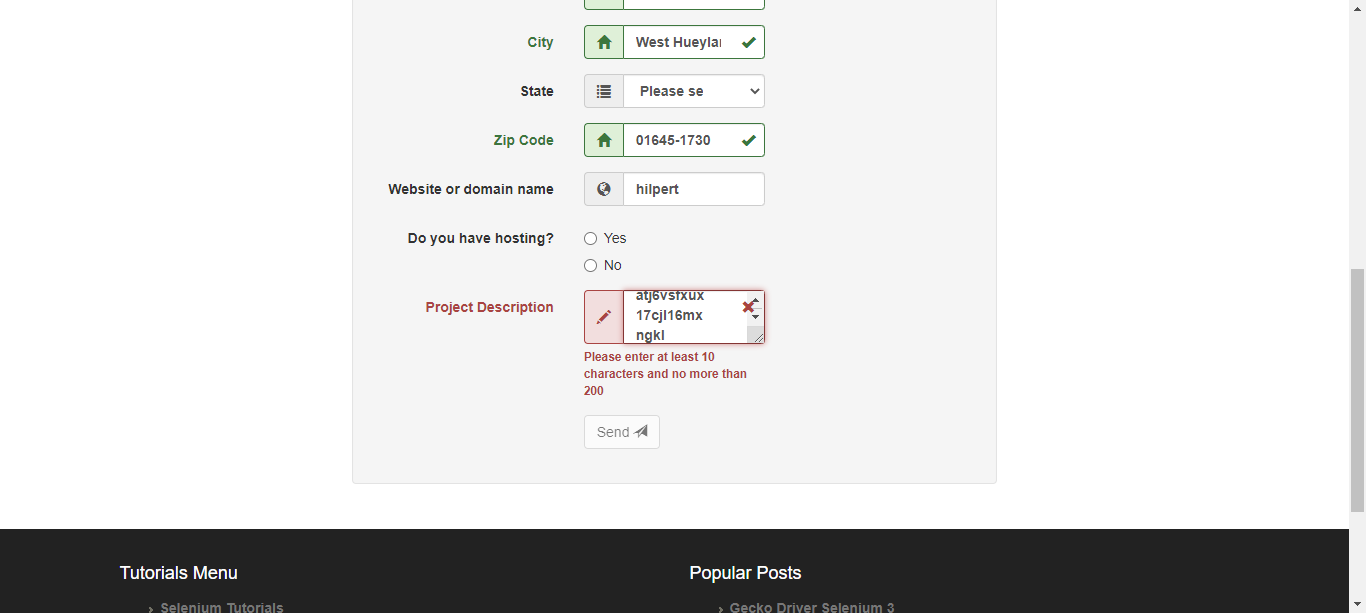 City
West Hueylar
State
Please se
Zip Code
01645-1730
Website or domain name
hilpert
Do you have hosting?
Yes
No
Project Description
atj6vsfxux
17cjl16mx
ngkl
Please enter at least 10
characters and no more than
200
Send
Tutorials Menu
Popular Posts
Selenium Tutorials
Gecko Driver Selenium 3